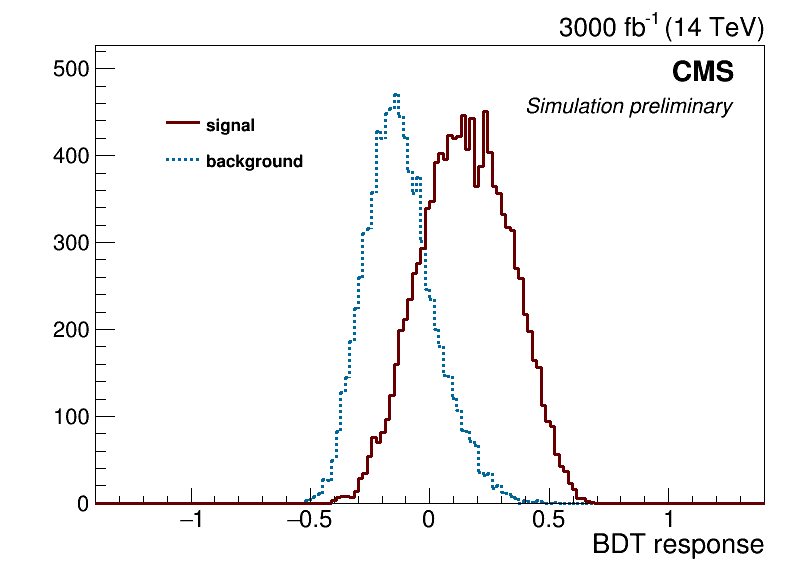 3000 fb⁻¹ (14 TeV)
CMS
Simulation preliminary
signal
background
500
400
300
200
100
0
−1
−0.5
0
0.5
1
BDT response